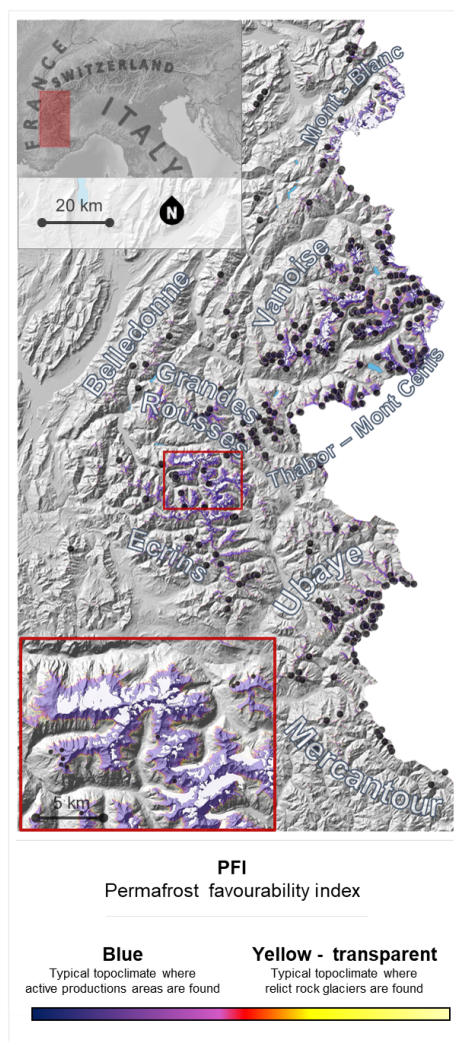 FRANCE
SWITZERLAND
ITALY
20 km
N
Mont - Blanc
Vanoise
Belledonne
Grandes
Rousses
Thabor – Mont Cenis
Ecrins
Ubaye
Mercantour
5 km
PFI
Permafrost favourability index
Blue
Typical topoclimate where
active productions areas are found
Yellow - transparent
Typical topoclimate where
relict rock glaciers are found